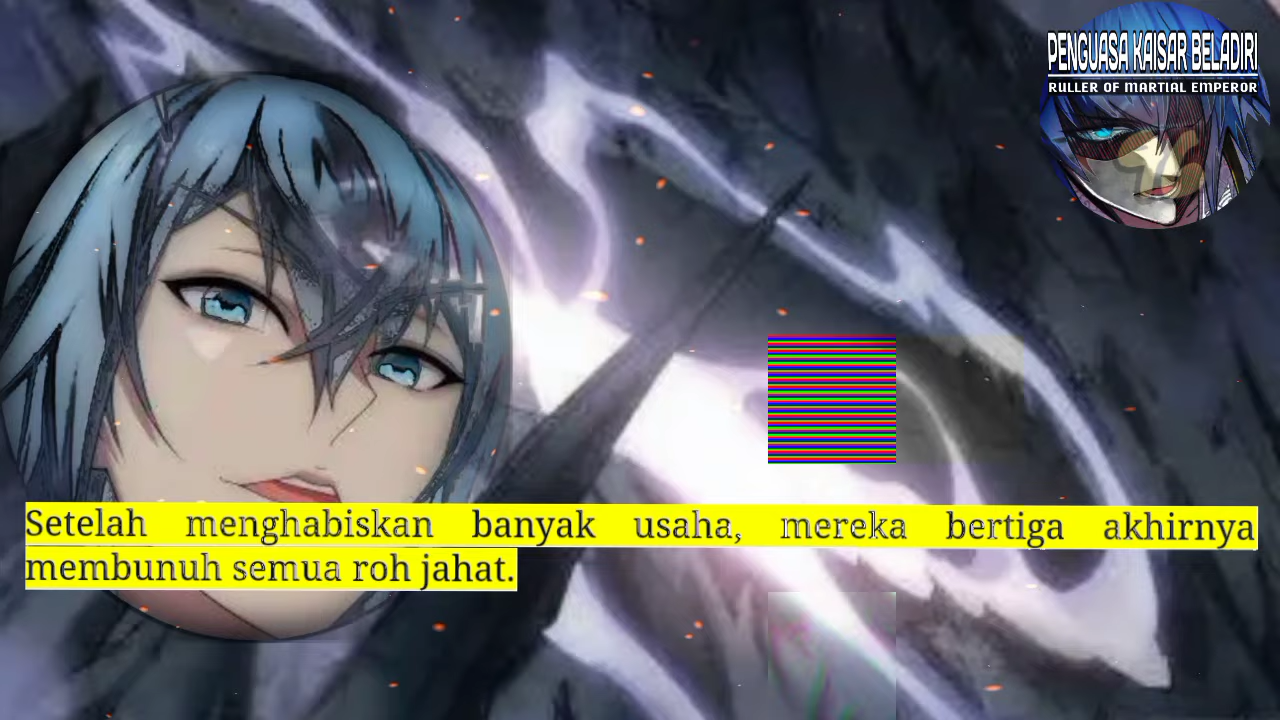 PENGUASA KAISAR BELADIRI
RULLER OF MARTIAL EMPEROR
Setelah menghabiskan banyak usaha, mereka bertiga akhirnya
membunuh semua roh jahat.